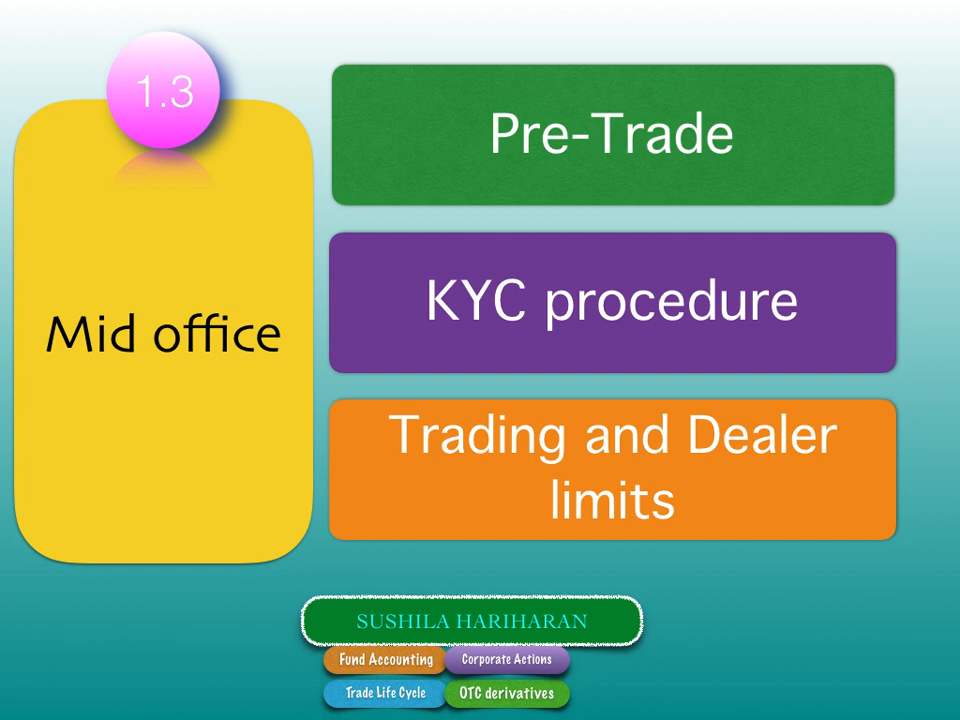 1.3
Mid office
Pre-Trade
KYC procedure
Trading and Dealer
limits
SUSHILA HARIHARAN
Fund Accounting
Corporate Actions
Trade Life Cycle
OTC derivatives